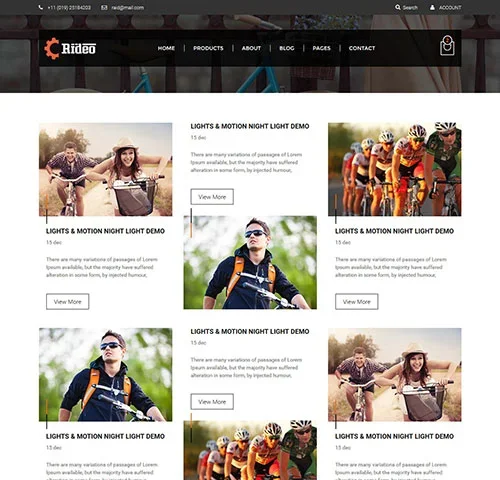 +11 (019) 25184203
raid@mail.com
Search
ACCOUNT
Rideo
HOME
PRODUCTS
ABOUT
BLOG
PAGES
CONTACT
LIGHTS & MOTION NIGHT LIGHT DEMO
15 dec
There are many variations of passages of Lorem
Ipsum available, but the majority have suffered
alteration in some form, by injected humour,
View More
LIGHTS & MOTION NIGHT LIGHT DEMO
15 dec
There are many variations of passages of Lorem
Ipsum available, but the majority have suffered
alteration in some form, by injected humour,
View More
LIGHTS & MOTION NIGHT LIGHT DEMO
15 dec
There are many variations of passages of Lorem
Ipsum available, but the majority have suffered
alteration in some form, by injected humour,
View More
LIGHTS & MOTION NIGHT LIGHT DEMO
15 dec
There are many variations of passages of Lorem
Ipsum available, but the majority have suffered
LIGHTS & MOTION NIGHT LIGHT DEMO
15 dec
There are many variations of passages of Lorem
Ipsum available, but the majority have suffered
alteration in some form, by injected humour,
View More
LIGHTS & MOTION NIGHT LIGHT DEMO
15 dec
There are many variations of passages of Lorem
Ipsum available, but the majority have suffered